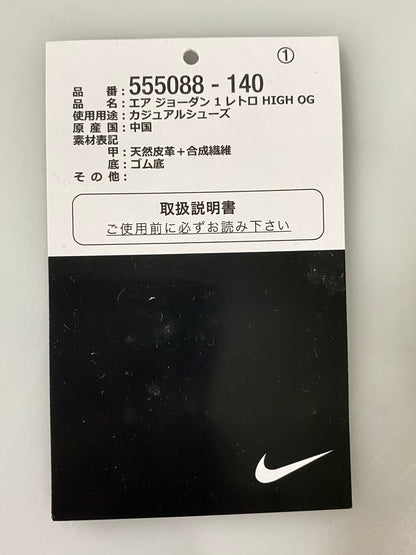 ①
品　　番：555088 - 140
品　　名：エア ジョーダン 1 レトロ HIGH OG
使用用途：カジュアルシューズ
原 産 国：中国
素材表記
甲：天然皮革＋合成繊維
底：ゴム底
そ の 他：
取扱説明書
ご使用前に必ずお読み下さい